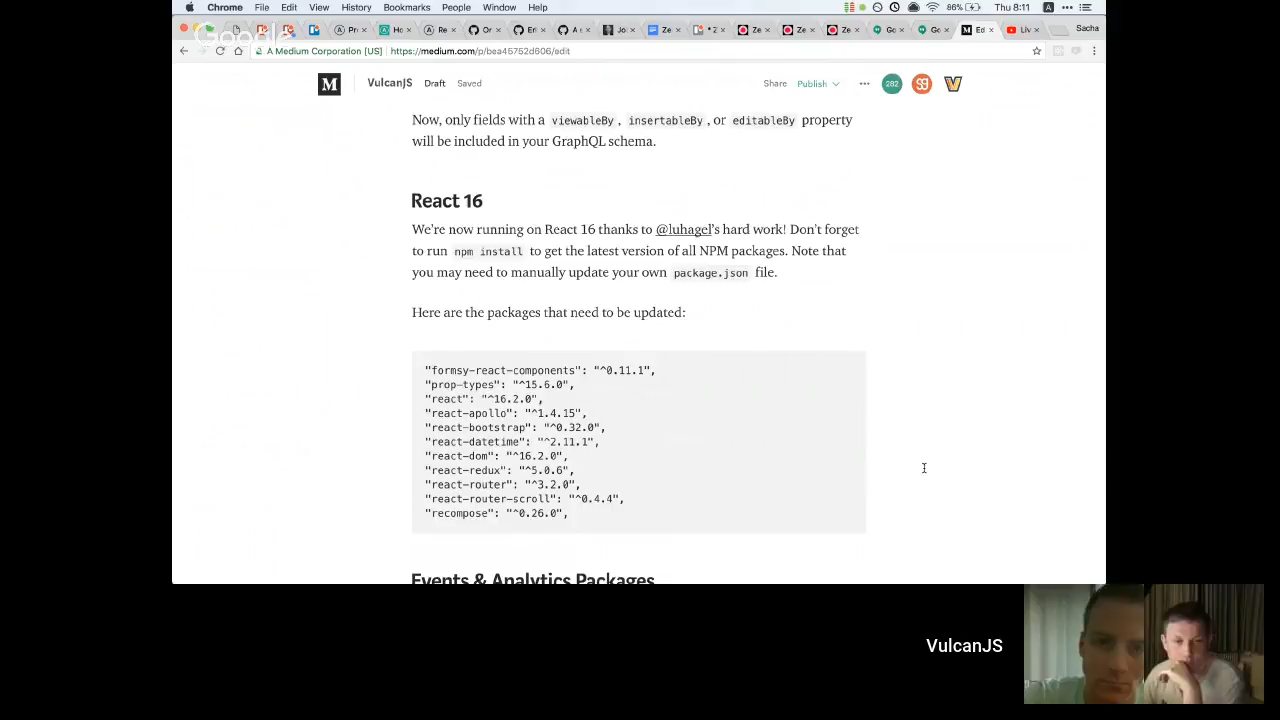 Chrome File Edit View History Bookmarks People Window Help 86% Thu 8:11 A
Google
Sacha
A Medium Corporation [US] https://medium.com/p/bea45752d606/edit
M VulcanJS Draft Saved Share Publish 282 SG V
Now, only fields with a viewableBy, insertableBy, or editableBy property
will be included in your GraphQL schema.
React 16
We're now running on React 16 thanks to @luhagel's hard work! Don't forget
to run npm install to get the latest version of all NPM packages. Note that
you may need to manually update your own package.json file.
Here are the packages that need to be updated:
"formsy-react-components": "^0.11.1",
"prop-types": "^15.6.0",
"react": "^16.2.0",
"react-apollo": "^1.4.15",
"react-bootstrap": "^0.32.0",
"react-datetime": "^2.11.1",
"react-dom": "^16.2.0",
"react-redux": "^5.0.6",
"react-router": "^3.2.0",
"react-router-scroll": "^0.4.4",
"recompose": "^0.26.0",
Events & Analytics Packages
VulcanJS